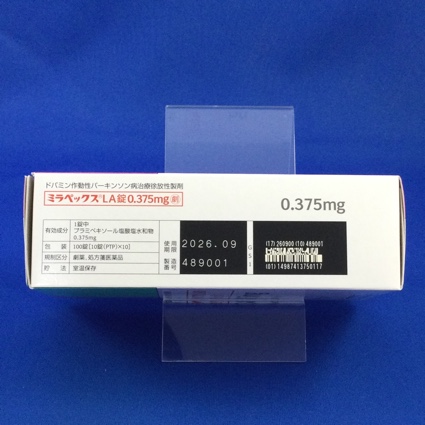 ドパミン作動性パーキンソン病治療徐放性製剤
ミラペックス®LA錠0.375mg 劇
0.375mg
有効成分 1錠中
プラミペキソール塩酸塩水和物
0.375mg
包装 100錠[10錠(PTP)×10]
規制区分 劇薬、処方箋医薬品
貯法 室温保存
使用期限 2026.09
製造番号 489001
GS1
(17)260900(10)489001
(01)14987413750117